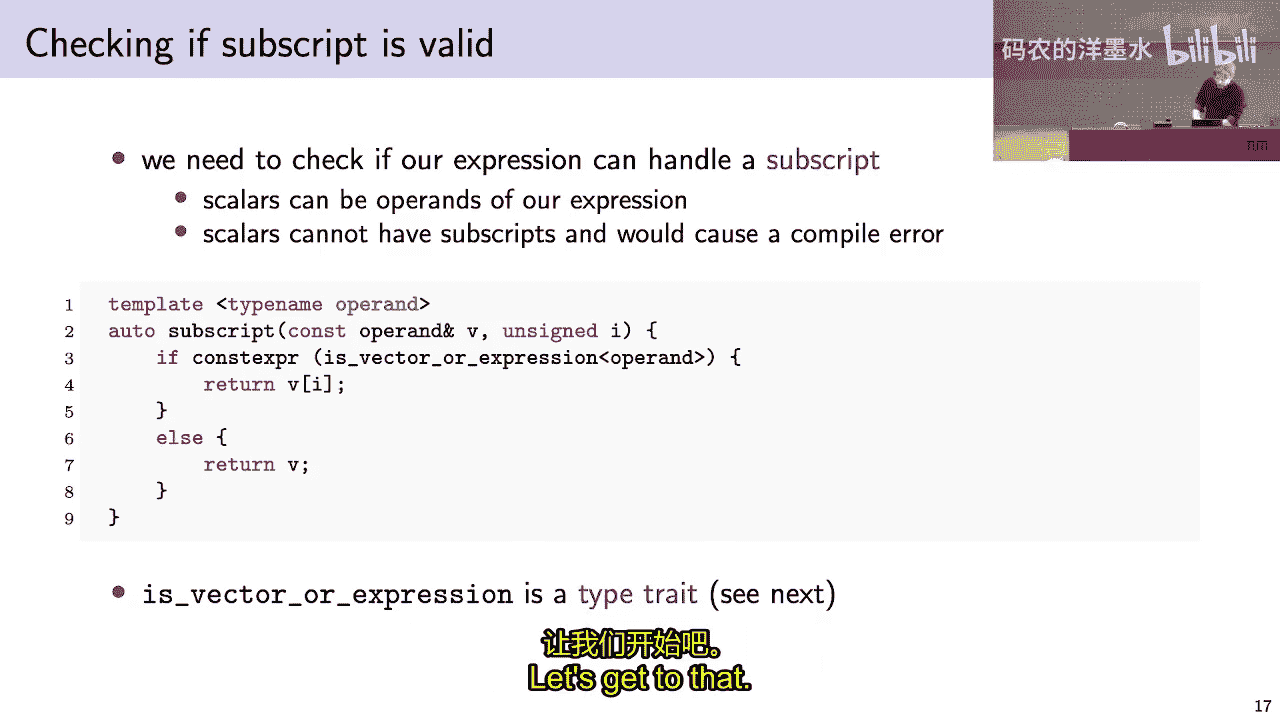 Checking if subscript is valid
码农的洋墨水 bilibili
• we need to check if our expression can handle a subscript
• scalars can be operands of our expression
• scalars cannot have subscripts and would cause a compile error
1 template <typename operand>
2 auto subscript(const operand& v, unsigned i) {
3 if constexpr (is_vector_or_expression<operand>) {
4 return v[i];
5 }
6 else {
7 return v;
8 }
9 }
• is_vector_or_expression is a type trait (see next)
让我们开始吧。
Let's get to that.
17